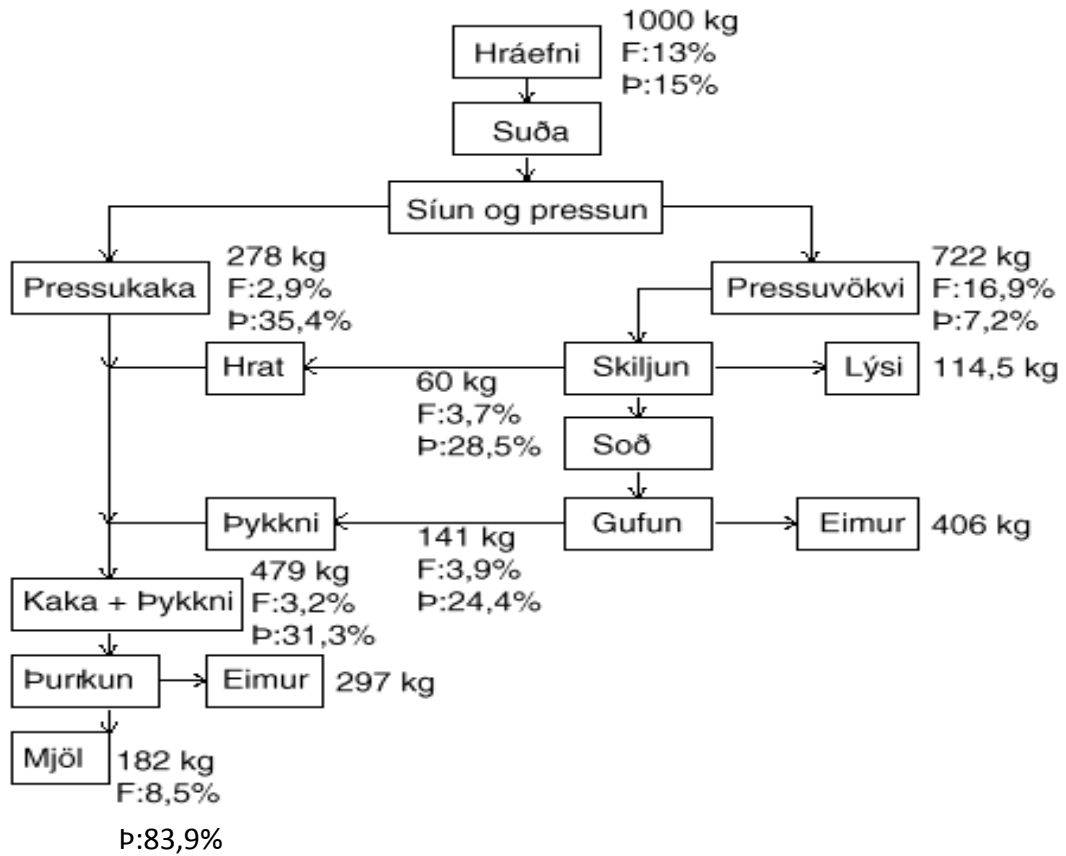 1000 kg
F:13%
Þ:15%
Hráefni
Suða
Síun og pressun
278 kg
F:2,9%
Þ:35,4%
Pressukaka
722 kg
F:16,9%
Þ:7,2%
Pressuvökvi
Hrat
60 kg
F:3,7%
Þ:28,5%
Skiljun
Lýsi
114,5 kg
Soð
Þykkni
141 kg
F:3,9%
Þ:24,4%
Gufun
Eimur
406 kg
479 kg
F:3,2%
Þ:31,3%
Kaka + Þykkni
Þurrkun
Eimur
297 kg
Mjöl
182 kg
F:8,5%
Þ:83,9%